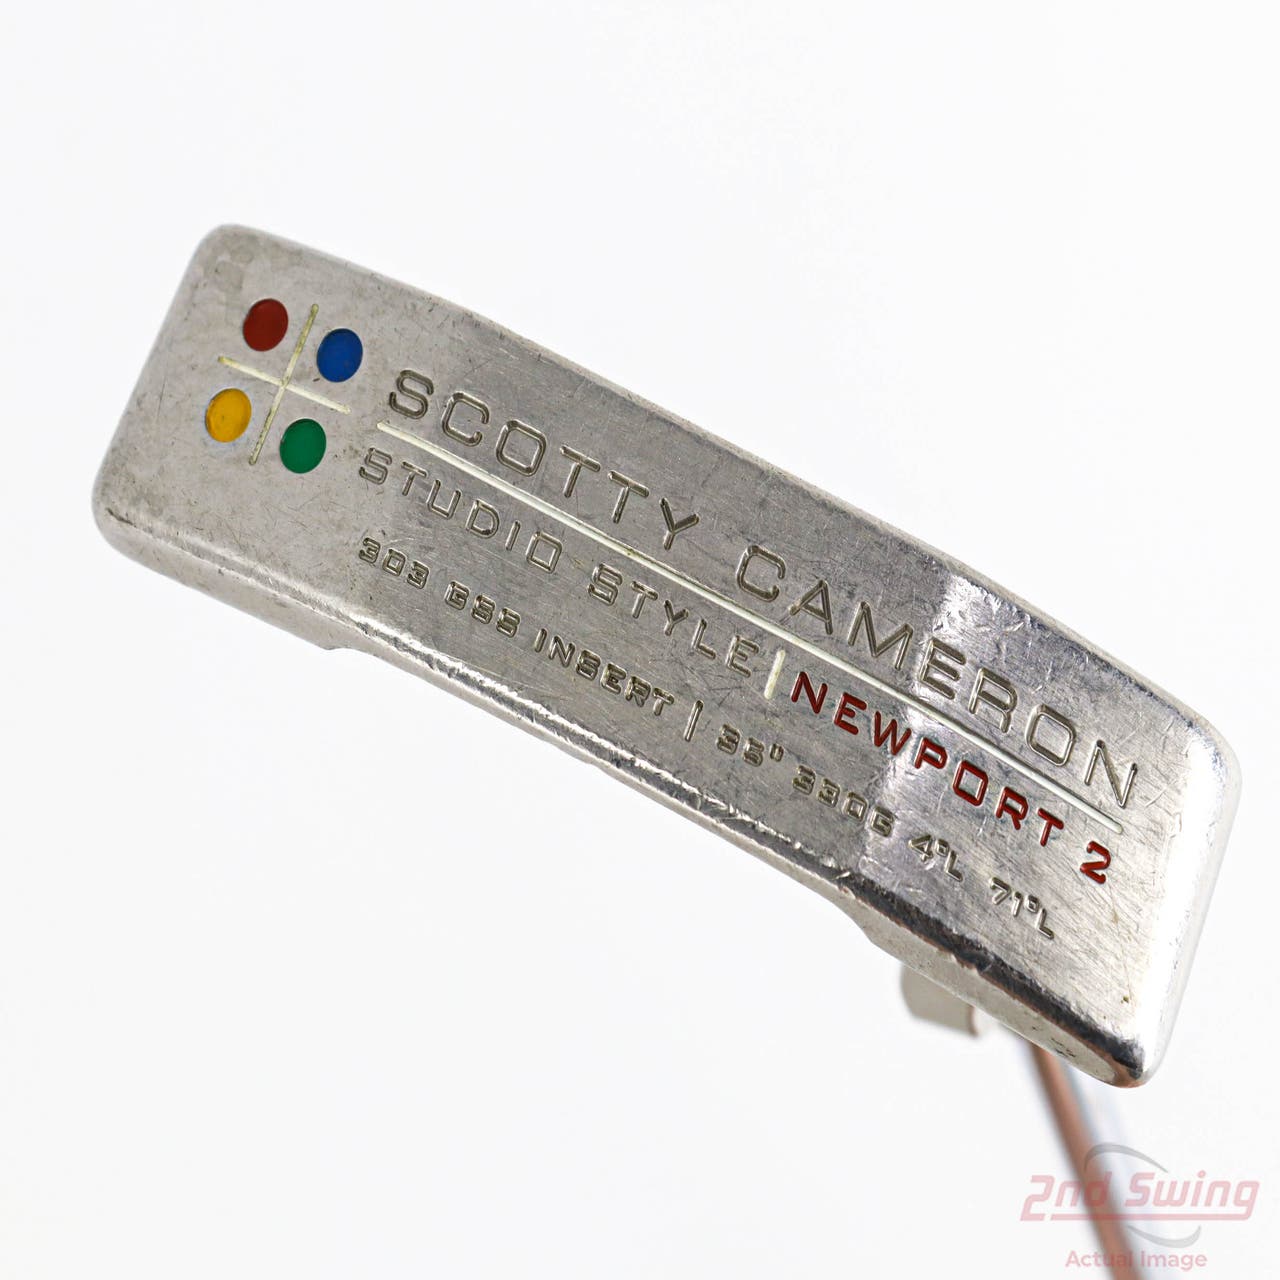 SCOTTY CAMERON
STUDIO STYLE | NEWPORT 2
303 GSS INSERT | 35" 330G 4°L 71°L
2nd Swing
Actual Image